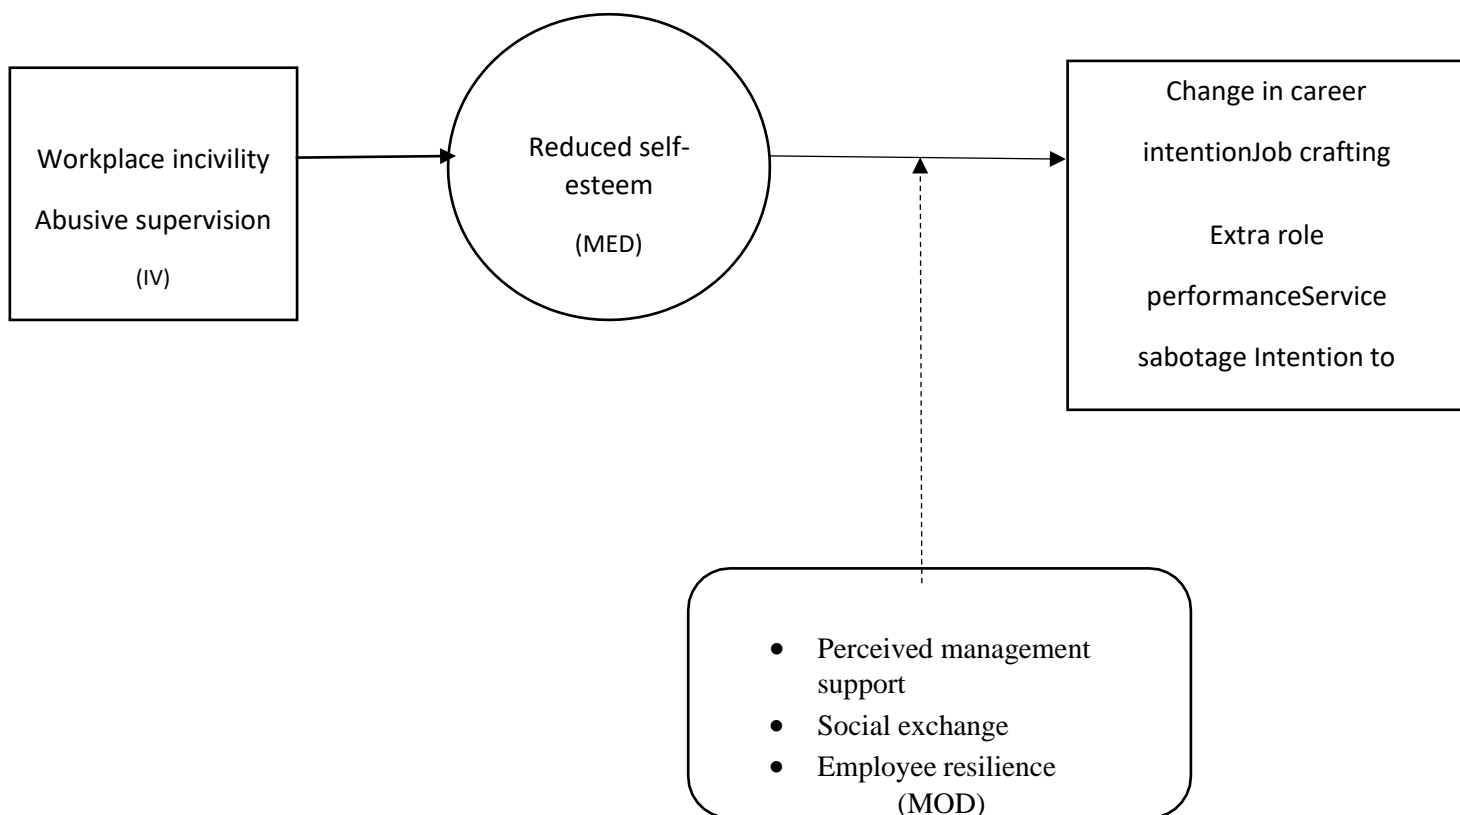 Workplace incivility
Abusive supervision
(IV)
Reduced self-
esteem
(MED)
Change in career
intentionJob crafting
Extra role
performanceService
sabotage Intention to
• Perceived management
support
• Social exchange
• Employee resilience
(MOD)